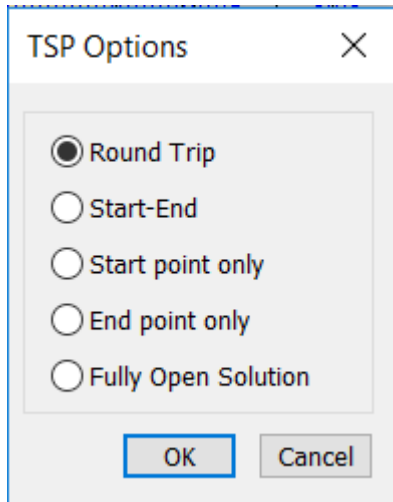 TSP Options
Round Trip
Start-End
Start point only
End point only
Fully Open Solution
OK Cancel